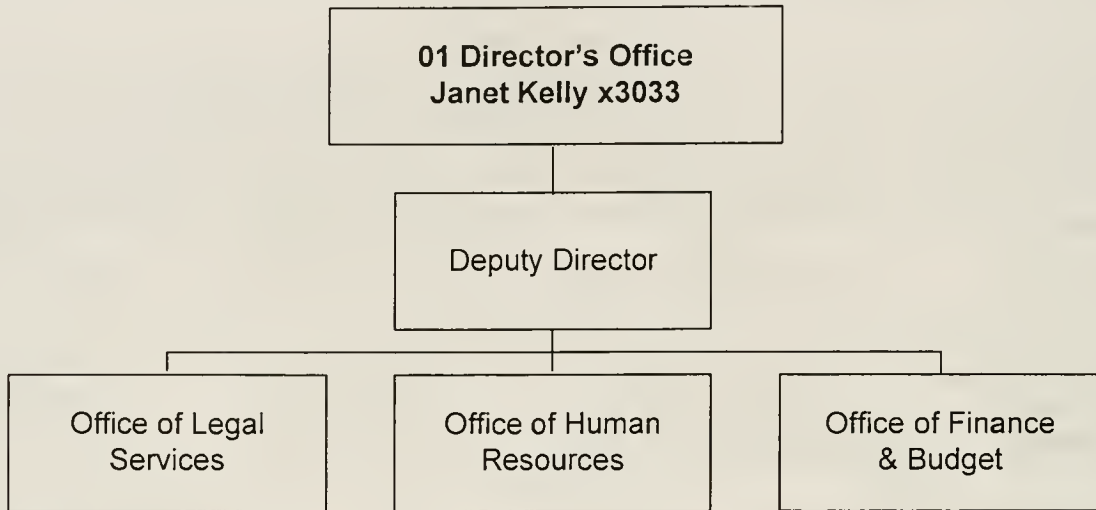 01 Director's Office
Janet Kelly x3033
Deputy Director
Office of Legal
Services
Office of Human
Resources
Office of Finance
& Budget